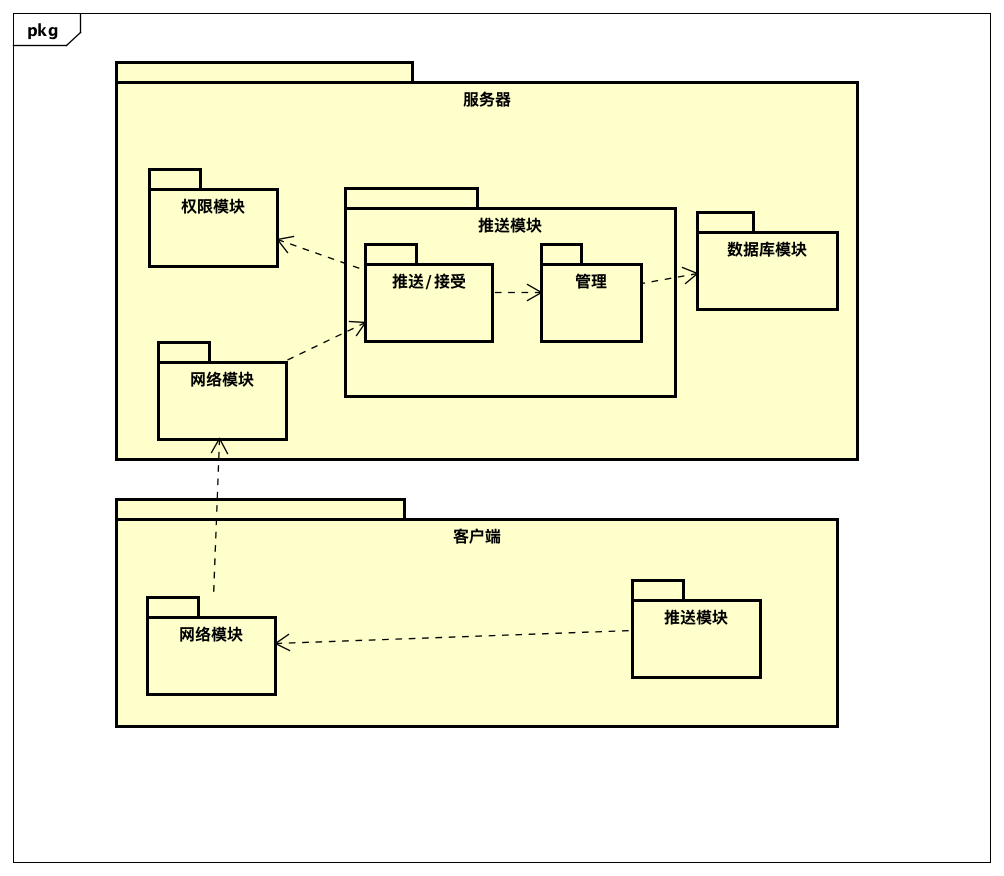 pkg
服务器
权限模块
推送模块
数据库模块
推送/接受
管理
网络模块
客户端
网络模块
推送模块